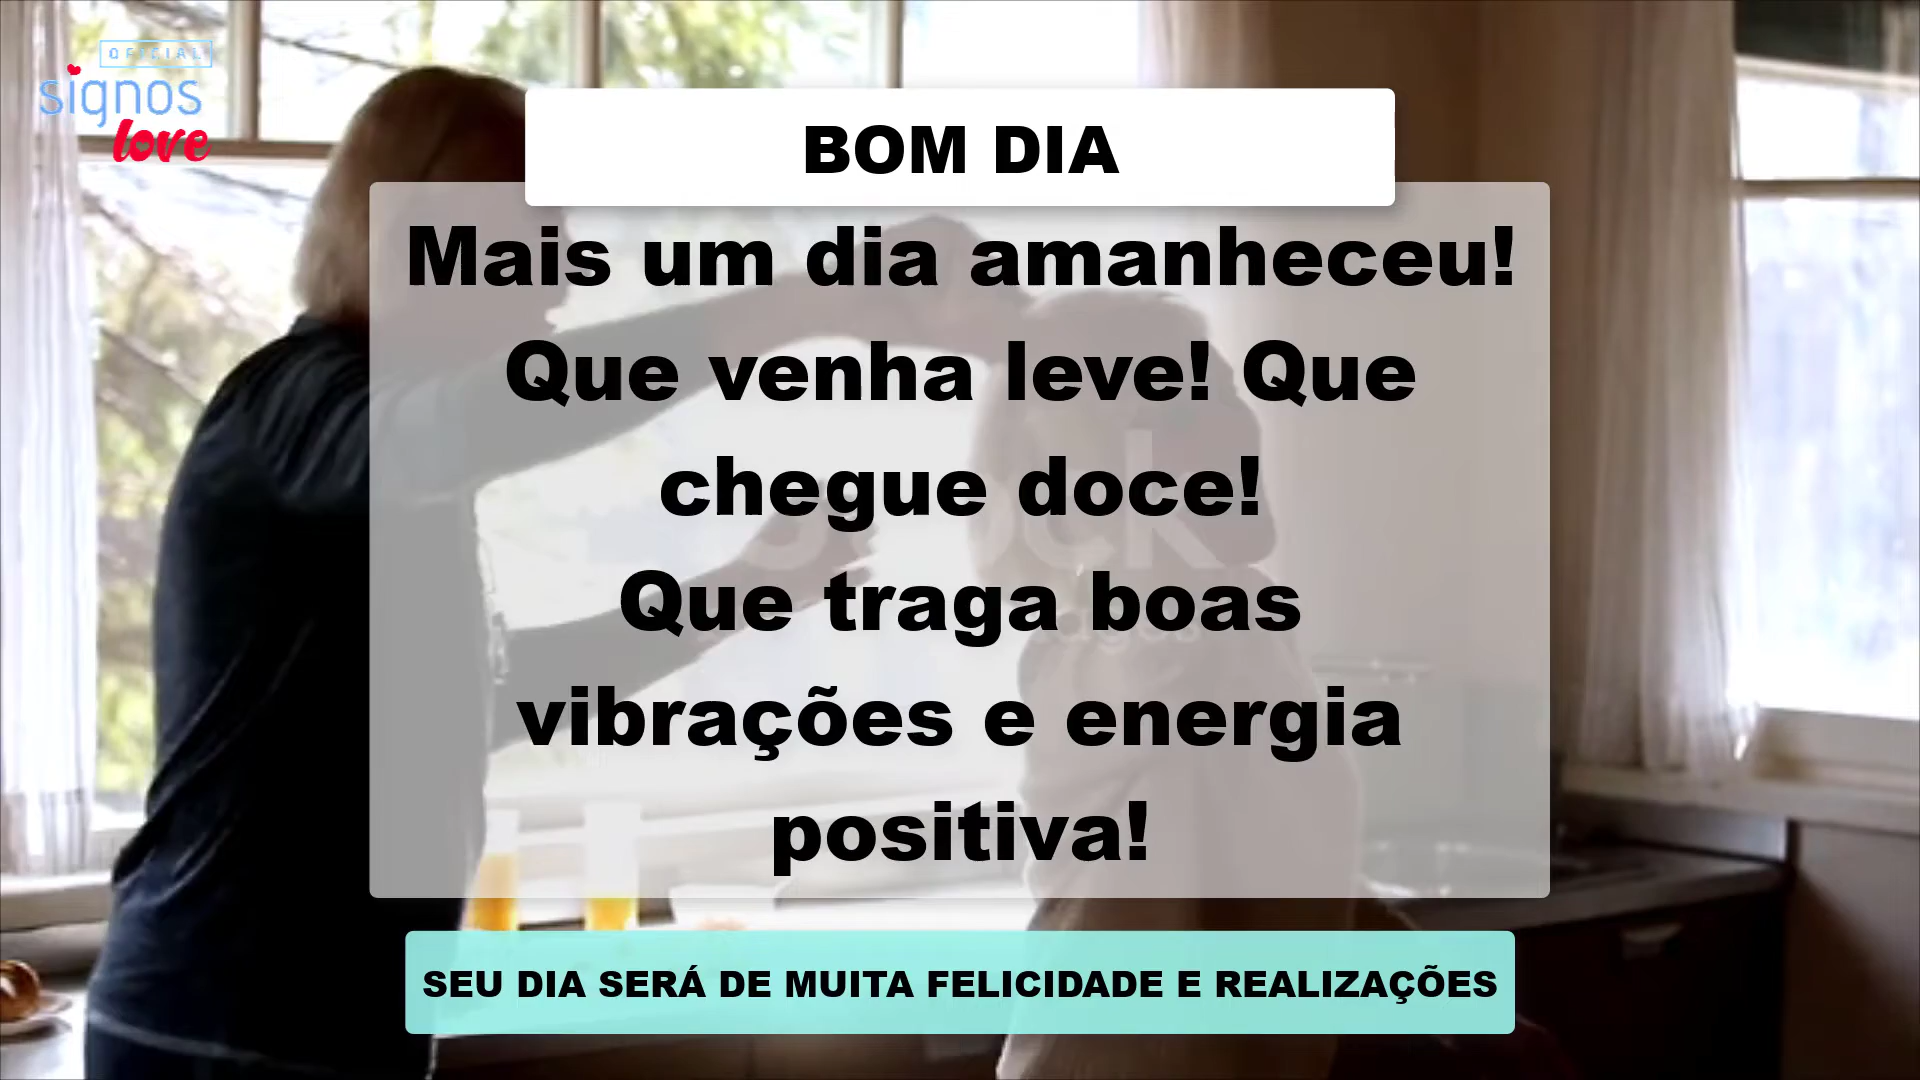 OFICIAL
signos
love
BOM DIA
Mais um dia amanheceu!
Que venha leve! Que
chegue doce!
Que traga boas
vibrações e energia
positiva!
SEU DIA SERÁ DE MUITA FELICIDADE E REALIZAÇÕES